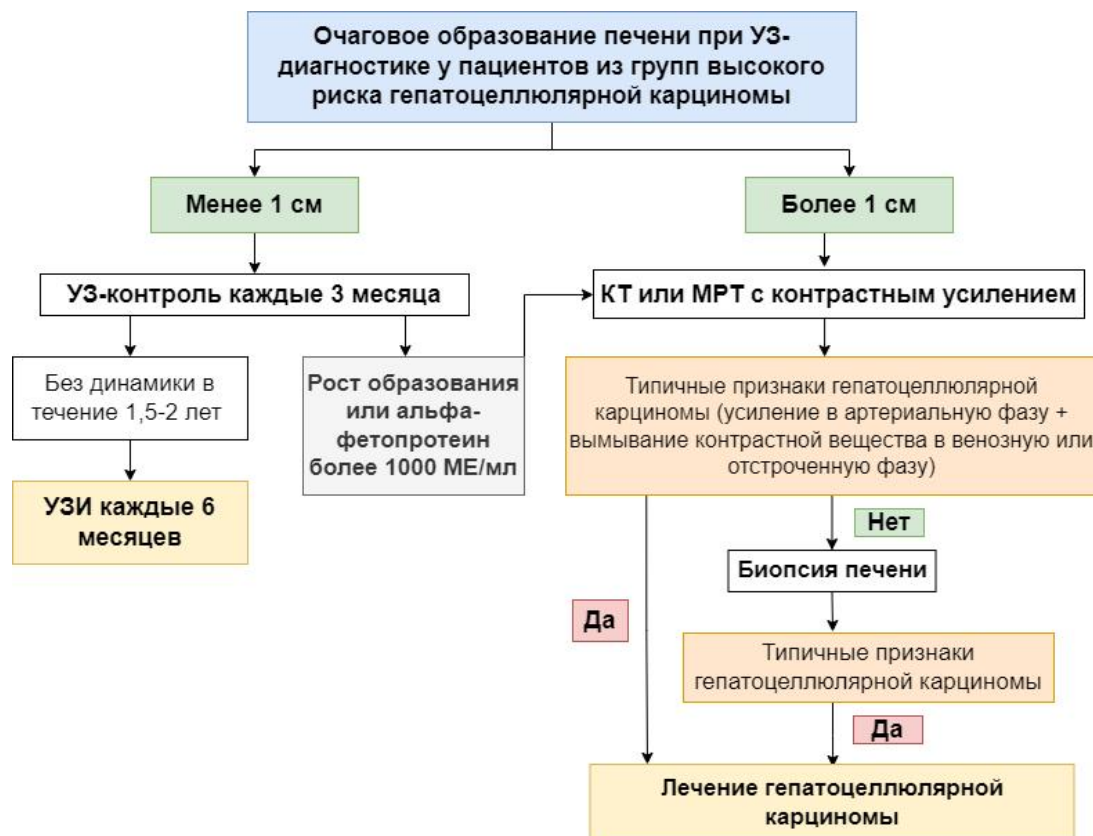 Очаговое образование печени при УЗ-
диагностике у пациентов из групп высокого
риска гепатоцеллюлярной карциномы
Менее 1 см
Более 1 см
УЗ-контроль каждые 3 месяца
КТ или МРТ с контрастным усилением
Без динамики в
течение 1,5-2 лет
Рост образования
или альфа-
фетопротеин
более 1000 МЕ/мл
Типичные признаки гепатоцеллюлярной
карциномы (усиление в артериальную фазу +
вымывание контрастной вещества в венозную или
отстроченную фазу)
УЗИ каждые 6
месяцев
Нет
Биопсия печени
Да
Типичные признаки
гепатоцеллюлярной карциномы
Да
Лечение гепатоцеллюлярной
карциномы